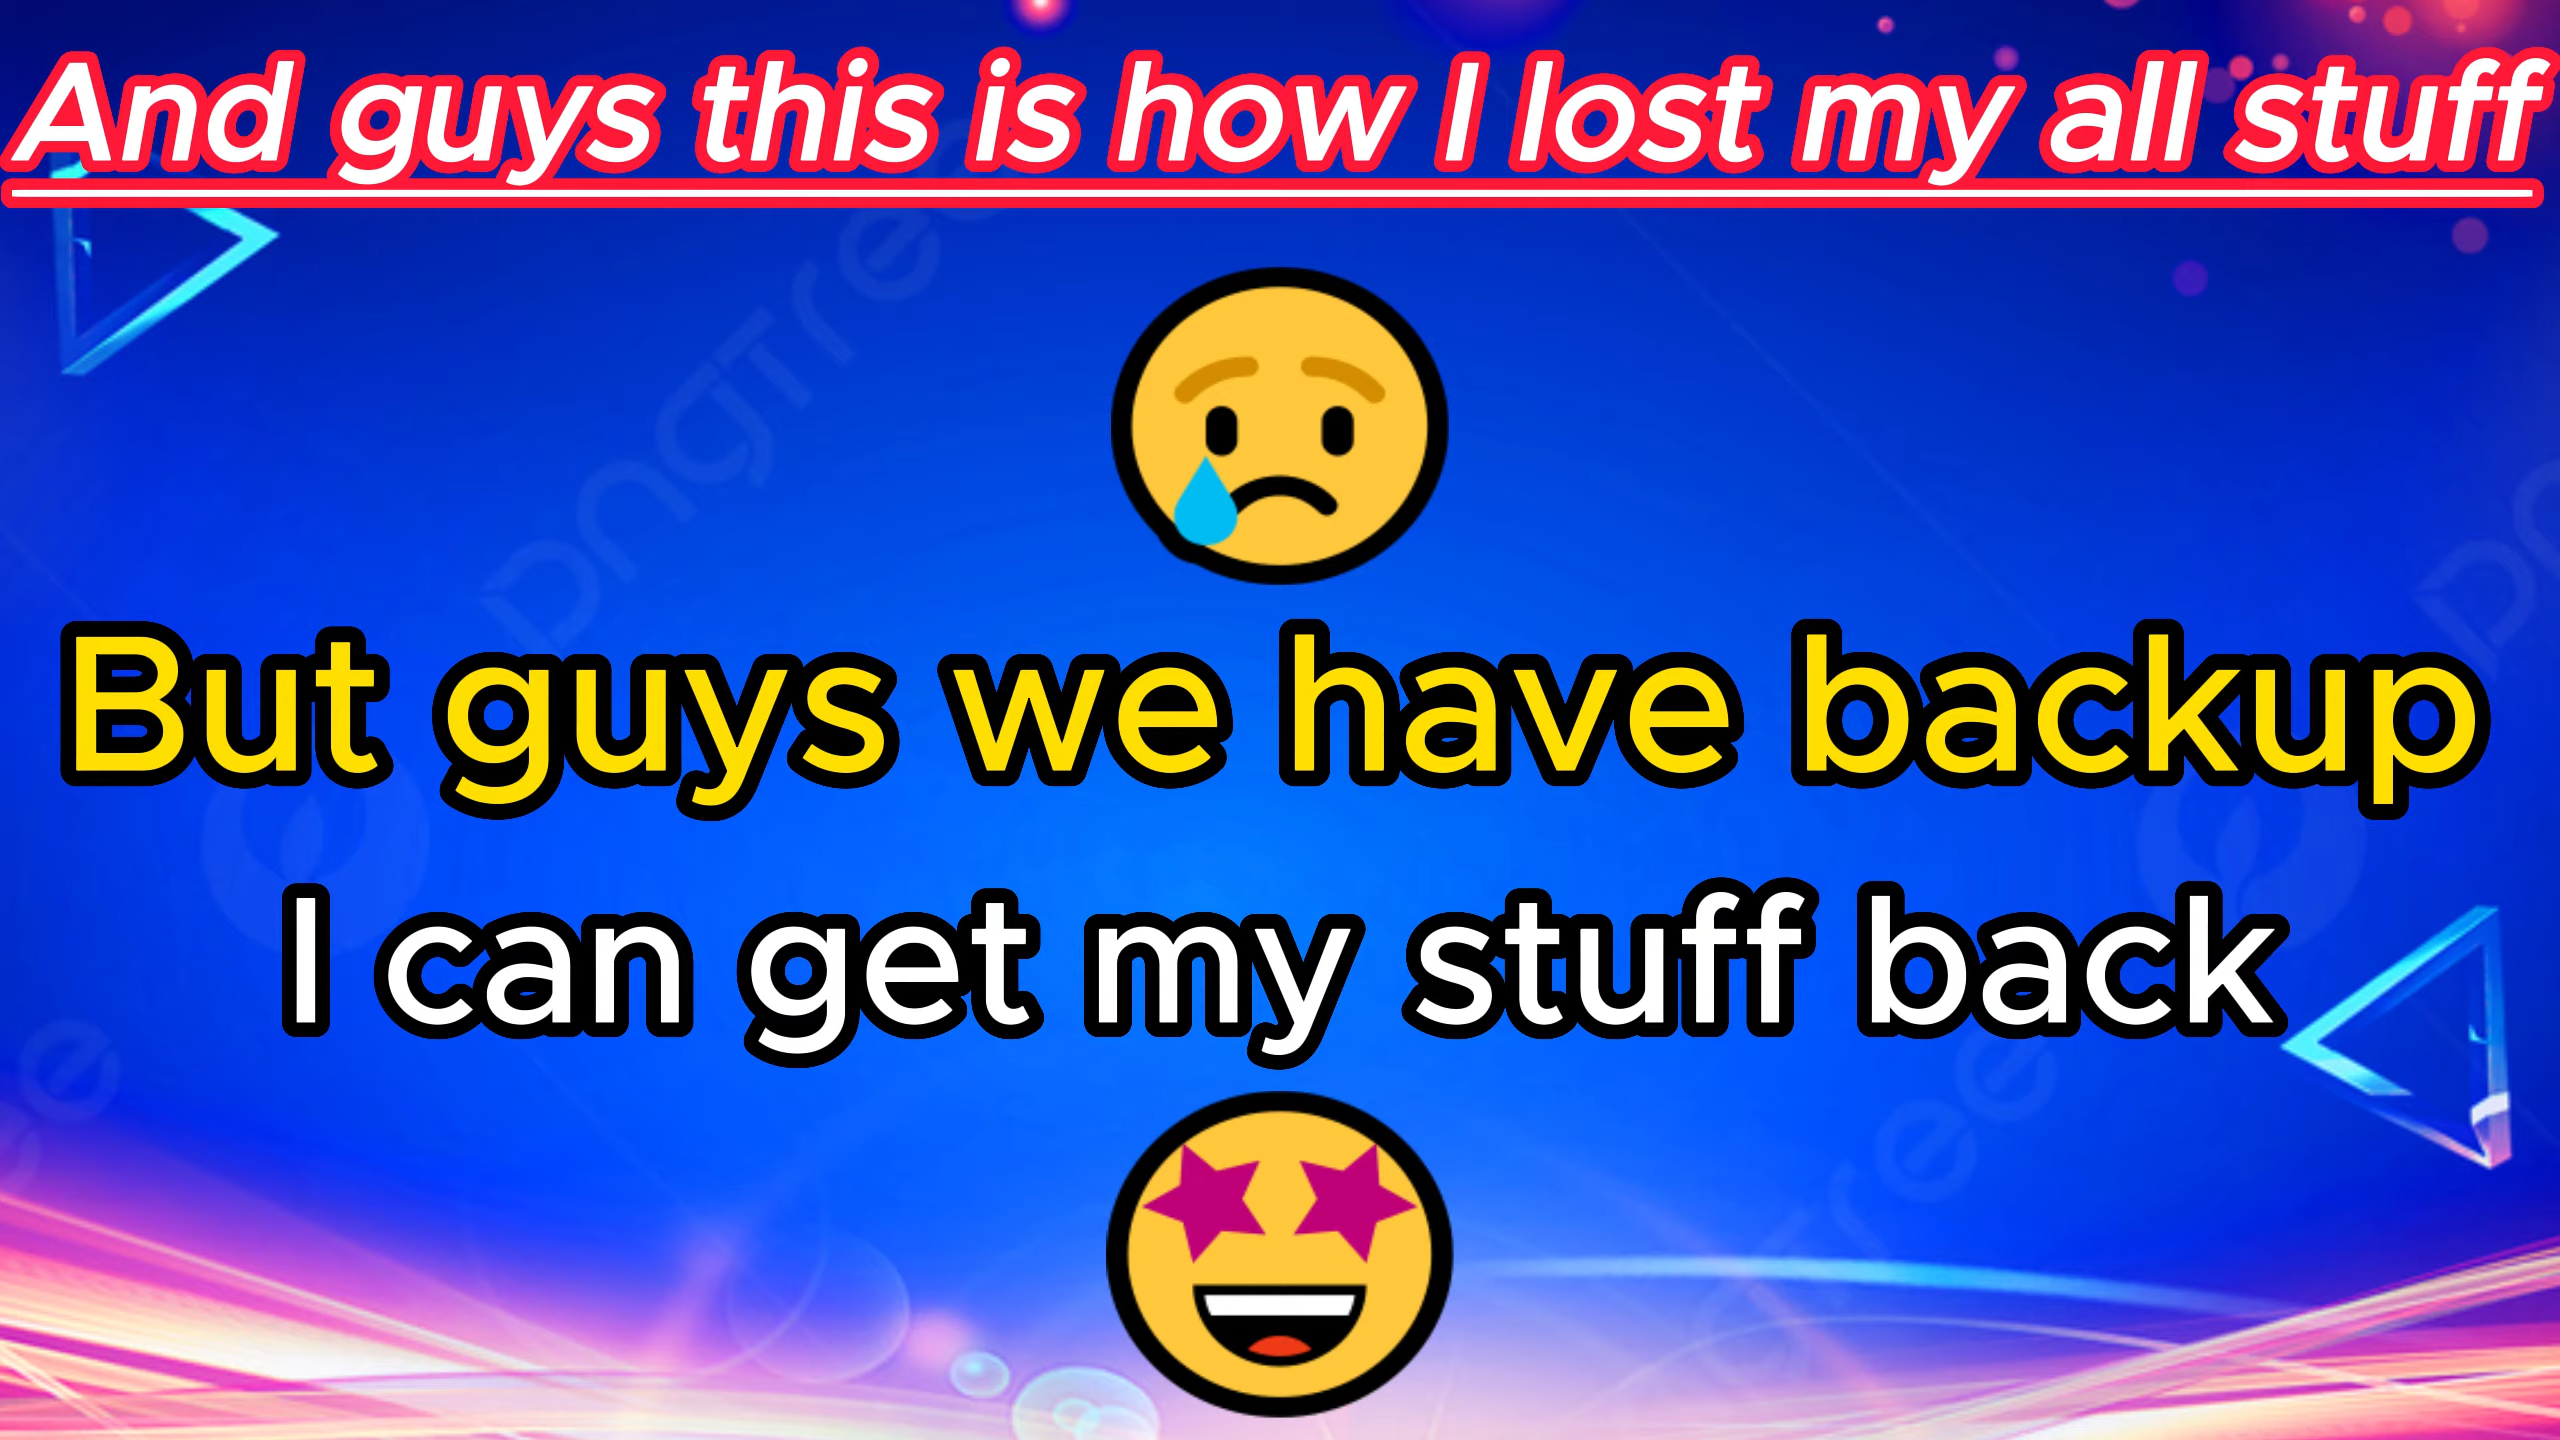 And guys this is how I lost my all stuff
pngtree
But guys we have backup
I can get my stuff back